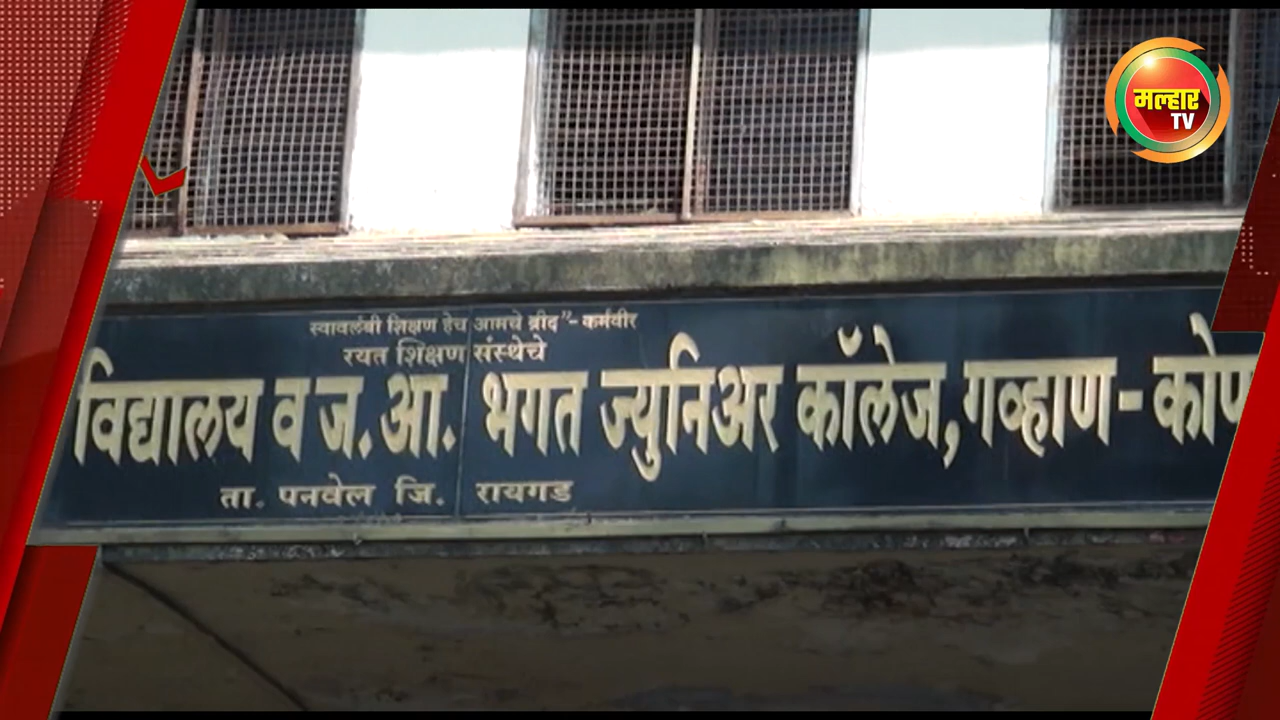 मल्हार
TV
स्वावलंबी शिक्षण हेच आमचे ब्रीद”- कर्मवीर
रयत शिक्षण संस्थेचे
विद्यालय व ज. आ. भगत ज्युनिअर कॉलेज, गव्हाण-कोप
ता. पनवेल जि. रायगड